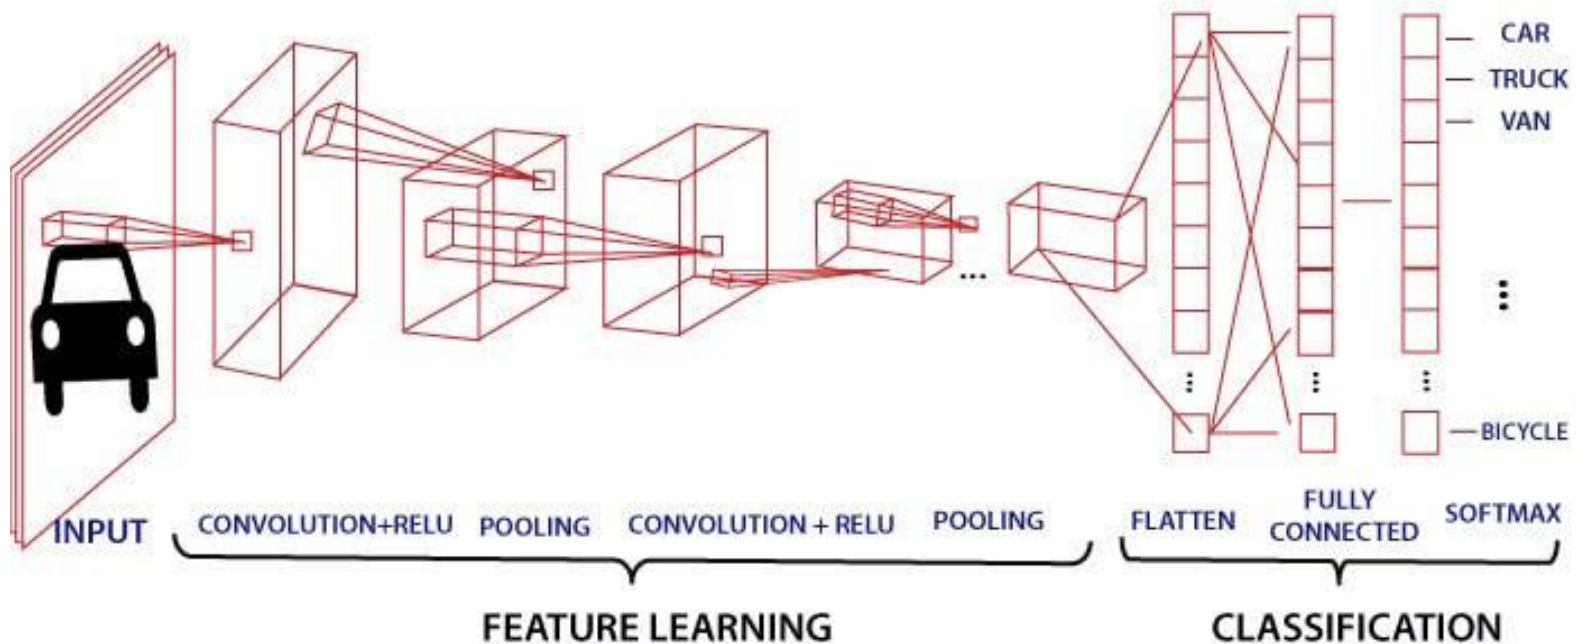 CAR
TRUCK
VAN
BICYCLE
INPUT
CONVOLUTION+RELU
POOLING
CONVOLUTION + RELU
POOLING
FLATTEN
FULLY
CONNECTED
SOFTMAX
FEATURE LEARNING
CLASSIFICATION